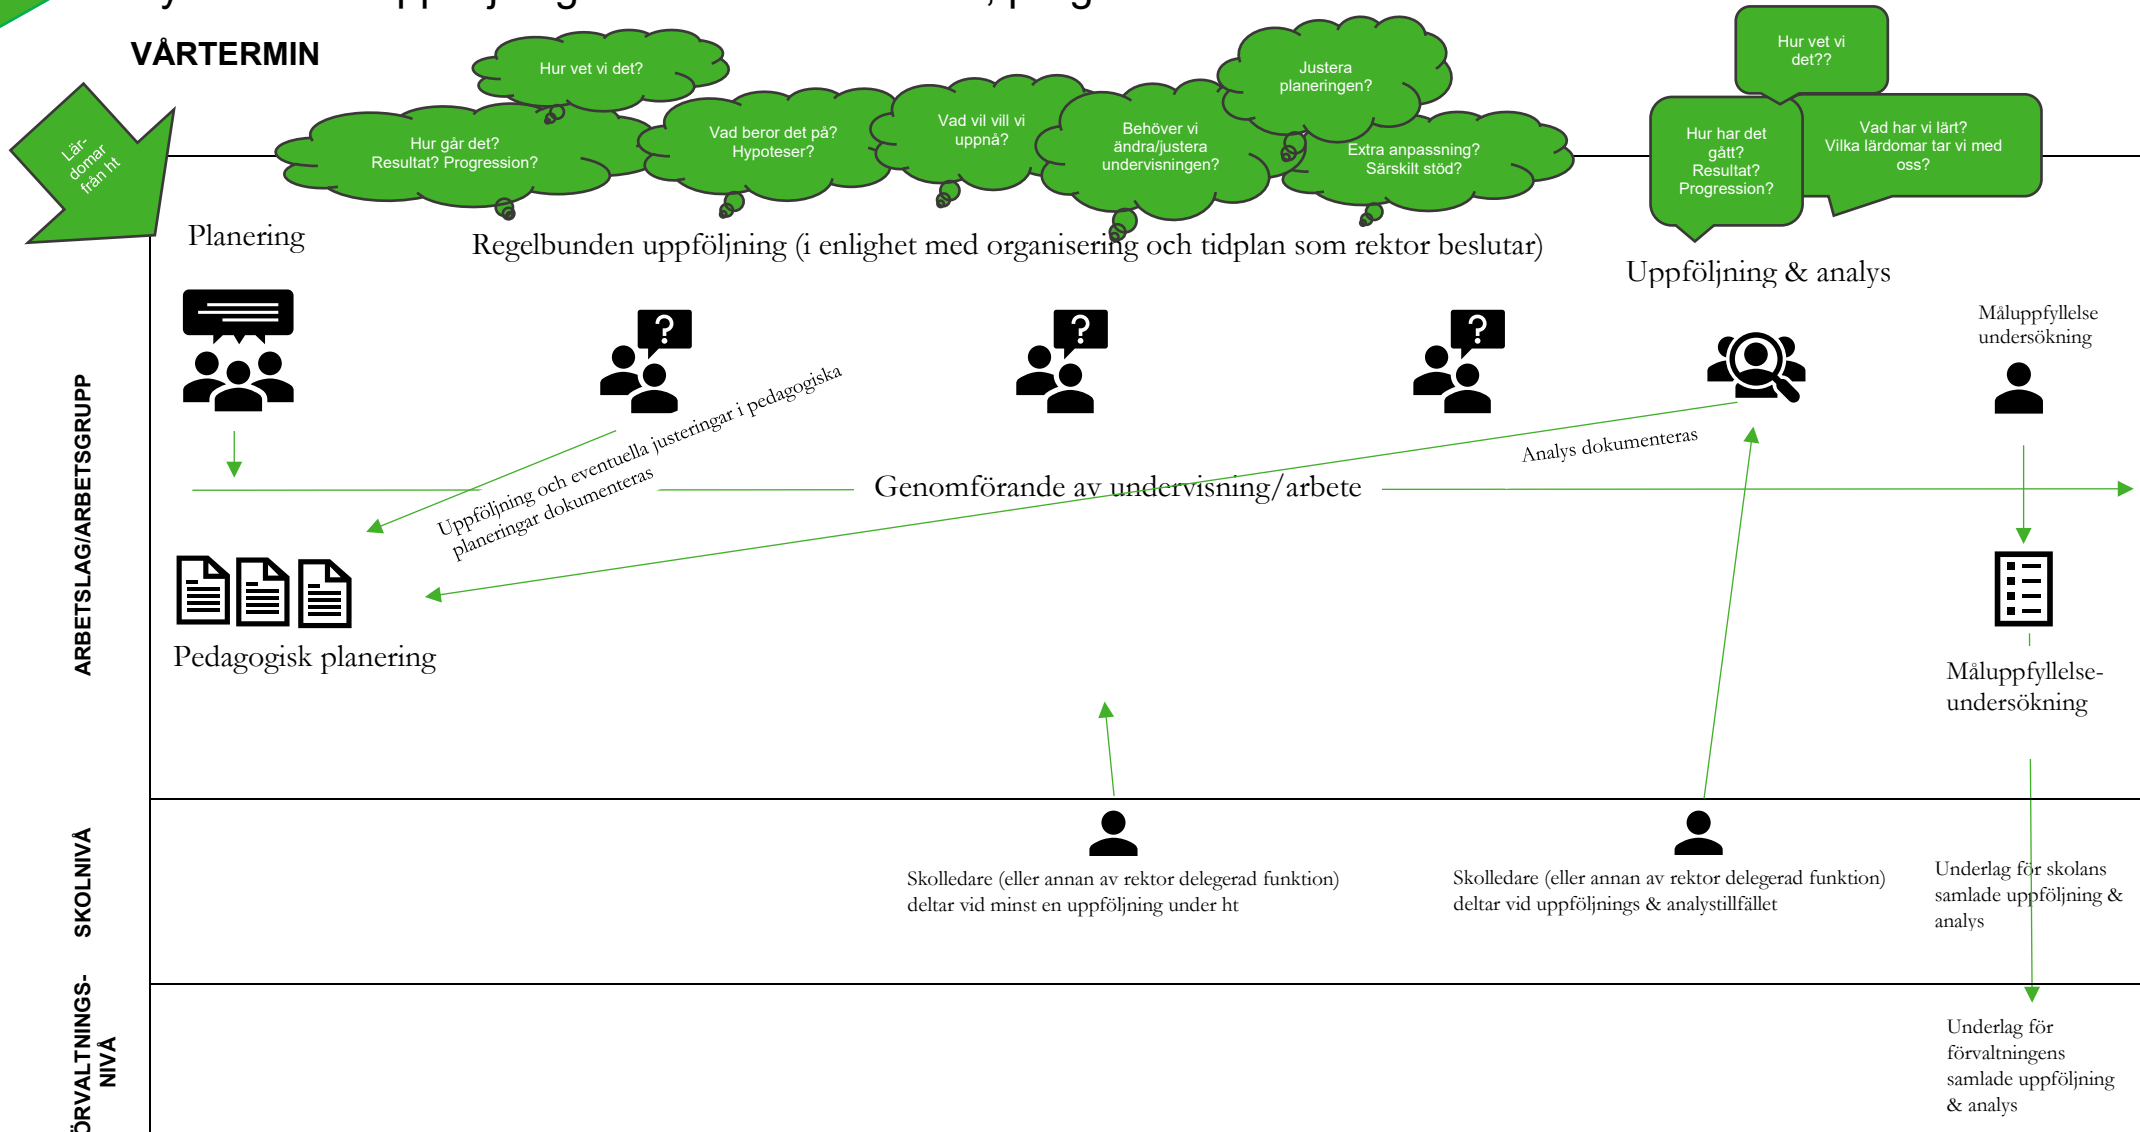 VÅRTERMIN
Lär-
domar
från ht
Hur vet vi det?
Hur går det?
Resultat? Progression?
Vad beror det på?
Hypoteser?
Vad vil vill vi
uppnå?
Behöver vi
ändra/justera
undervisningen?
Justera
planeringen?
Extra anpassning?
Särskilt stöd?
Hur vet vi
det??
Hur har det
gått?
Resultat?
Progression?
Vad har vi lärt?
Vilka lärdomar tar vi med
oss?
Planering
Regelbunden uppföljning (i enlighet med organisering och tidplan som rektor beslutar)
Uppföljning & analys
Måluppfyllelse
undersökning
ARBETSLAG/ARBETSGRUPP
Uppföljning och eventuella justeringar i pedagogiska
planeringar dokumenteras
Analys dokumenteras
Genomförande av undervisning/arbete
Pedagogisk planering
Måluppfyllelse-
undersökning
SKOLNIVÅ
Skolledare (eller annan av rektor delegerad funktion)
deltar vid minst en uppföljning under ht
Skolledare (eller annan av rektor delegerad funktion)
deltar vid uppföljnings & analystillfället
Underlag för skolans
samlade uppföljning &
analys
ÖRVALTNINGS-
NIVÅ
Underlag för
förvaltningens
samlade uppföljning
& analys